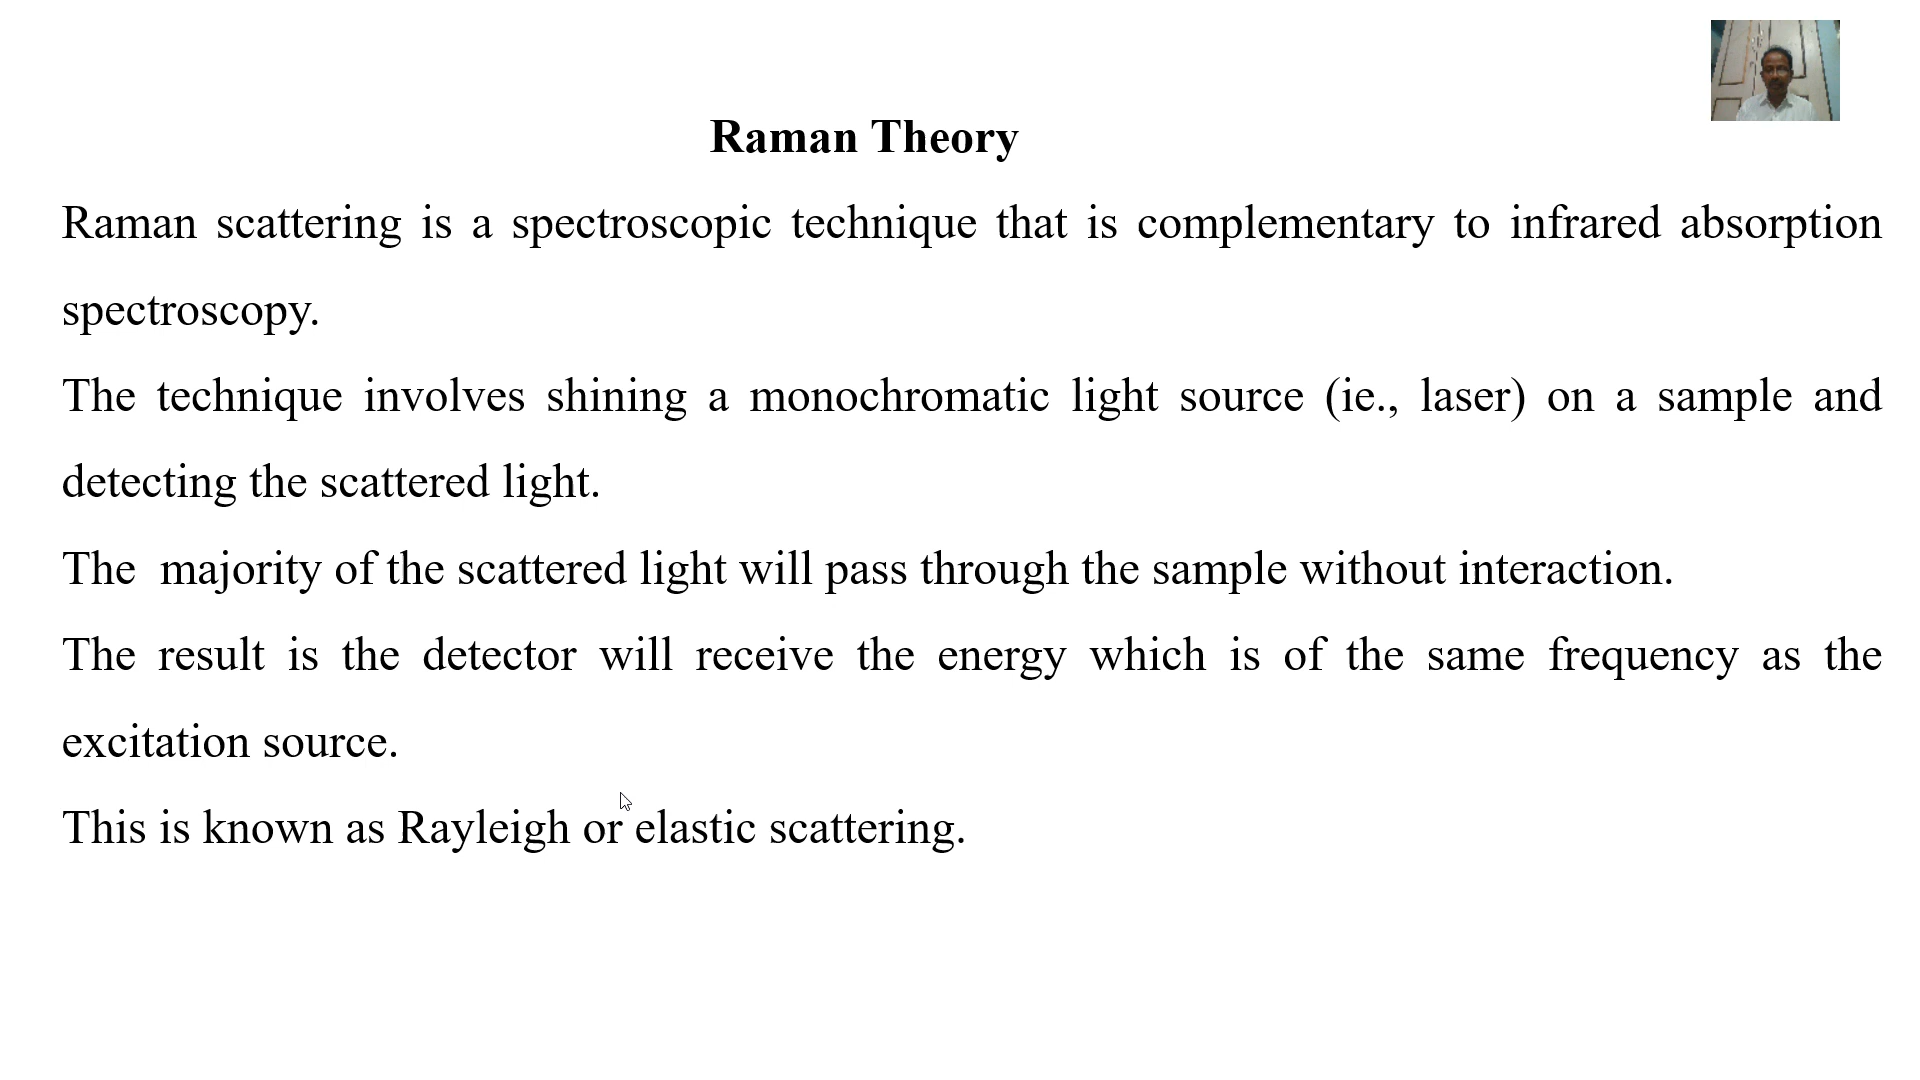 Raman Theory
Raman scattering is a spectroscopic technique that is complementary to infrared absorption
spectroscopy.
The technique involves shining a monochromatic light source (ie., laser) on a sample and
detecting the scattered light.
The  majority of the scattered light will pass through the sample without interaction.
The result is the detector will receive the energy which is of the same frequency as the
excitation source.
This is known as Rayleigh or elastic scattering.